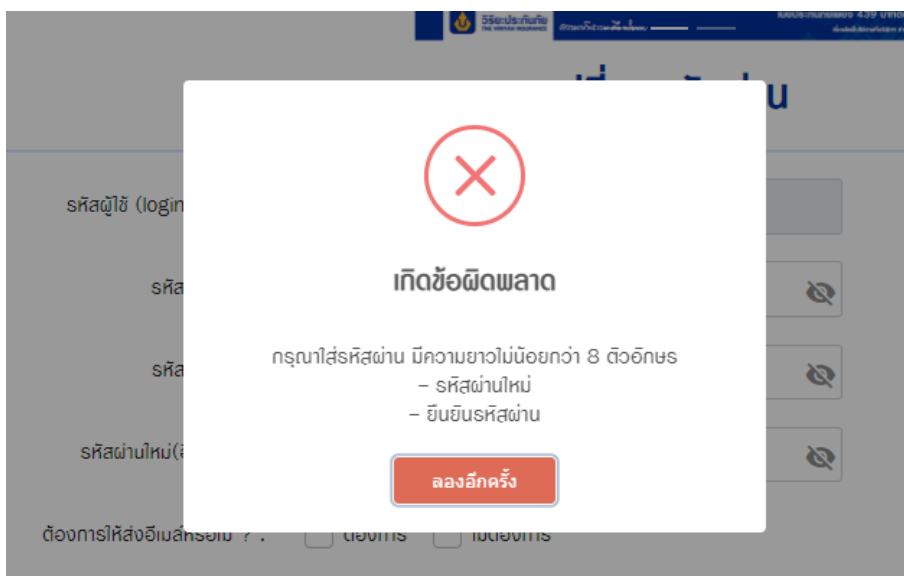 วิริยะประกันภัย
THE VIRIYAH INSURANCE
น
รหัสผู้ใช้ (login
รหัส
รหัส
รหัสผ่านใหม่(
เกิดข้อผิดพลาด
กรุณาใส่รหัสผ่าน มีความยาวไม่น้อยกว่า 8 ตัวอักษร
– รหัสผ่านใหม่
– ยืนยันรหัสผ่าน
ลองอีกครั้ง
ต้องการให้ส่งอีเมล์หรือไม่ ? : ต้องการ ไม่ต้องการ